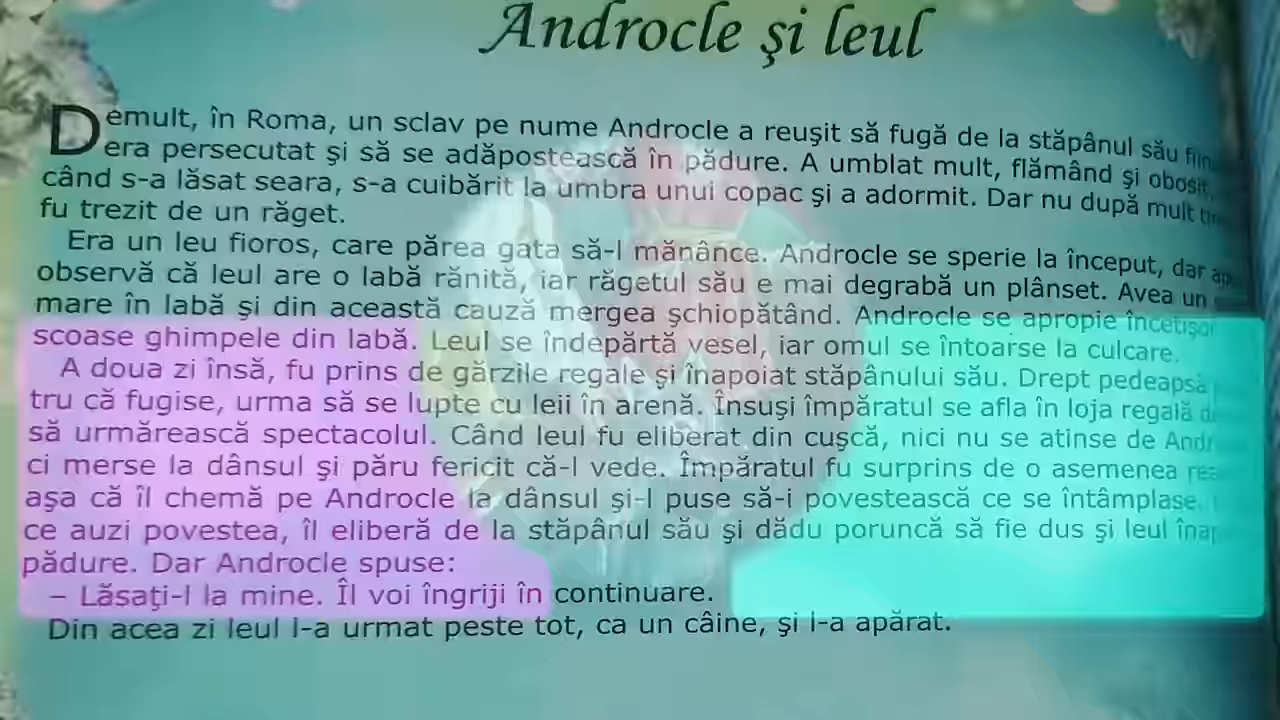 Androcle şi leul
Demult, în Roma, un sclav pe nume Androcle a reuşit să fugă de la stăpânul său
era persecutat şi să se adăpostească în pădure. A umblat mult, flămând şi obosit,
când s-a lăsat seara, s-a cuibărit la umbra unui copac şi a adormit. Dar nu după mult
fu trezit de un răget.
Era un leu fioros, care părea gata să-l mănânce. Androcle se sperie la început, dar
observă că leul are o labă rănită, iar răgetul său e mai degrabă un plânset. Avea un
mare în labă şi din această cauză mergea şchiopătând. Androcle se apropie încetişor
scoase ghimpele din labă. Leul se îndepărtă vesel, iar omul se întoarse la culcare.
A doua zi însă, fu prins de gărzile regale şi înapoiat stăpânului său. Drept pedeapsă
tru că fugise, urma să se lupte cu leii în arenă. Însuşi împăratul se afla în loja regală
să urmărească spectacolul. Când leul fu eliberat din cuşcă, nici nu se atinse de Andr
ci merse la dânsul şi păru fericit că-l vede. Împăratul fu surprins de o asemenea
aşa că îl chemă pe Androcle la dânsul şi-l puse să-i povestească ce se întâmplase.
ce auzi povestea, îl eliberă de la stăpânul său şi dădu poruncă să fie dus şi leul
pădure. Dar Androcle spuse:
– Lăsaţi-l la mine. Îl voi îngriji în continuare.
Din acea zi leul l-a urmat peste tot, ca un câine, şi l-a apărat.